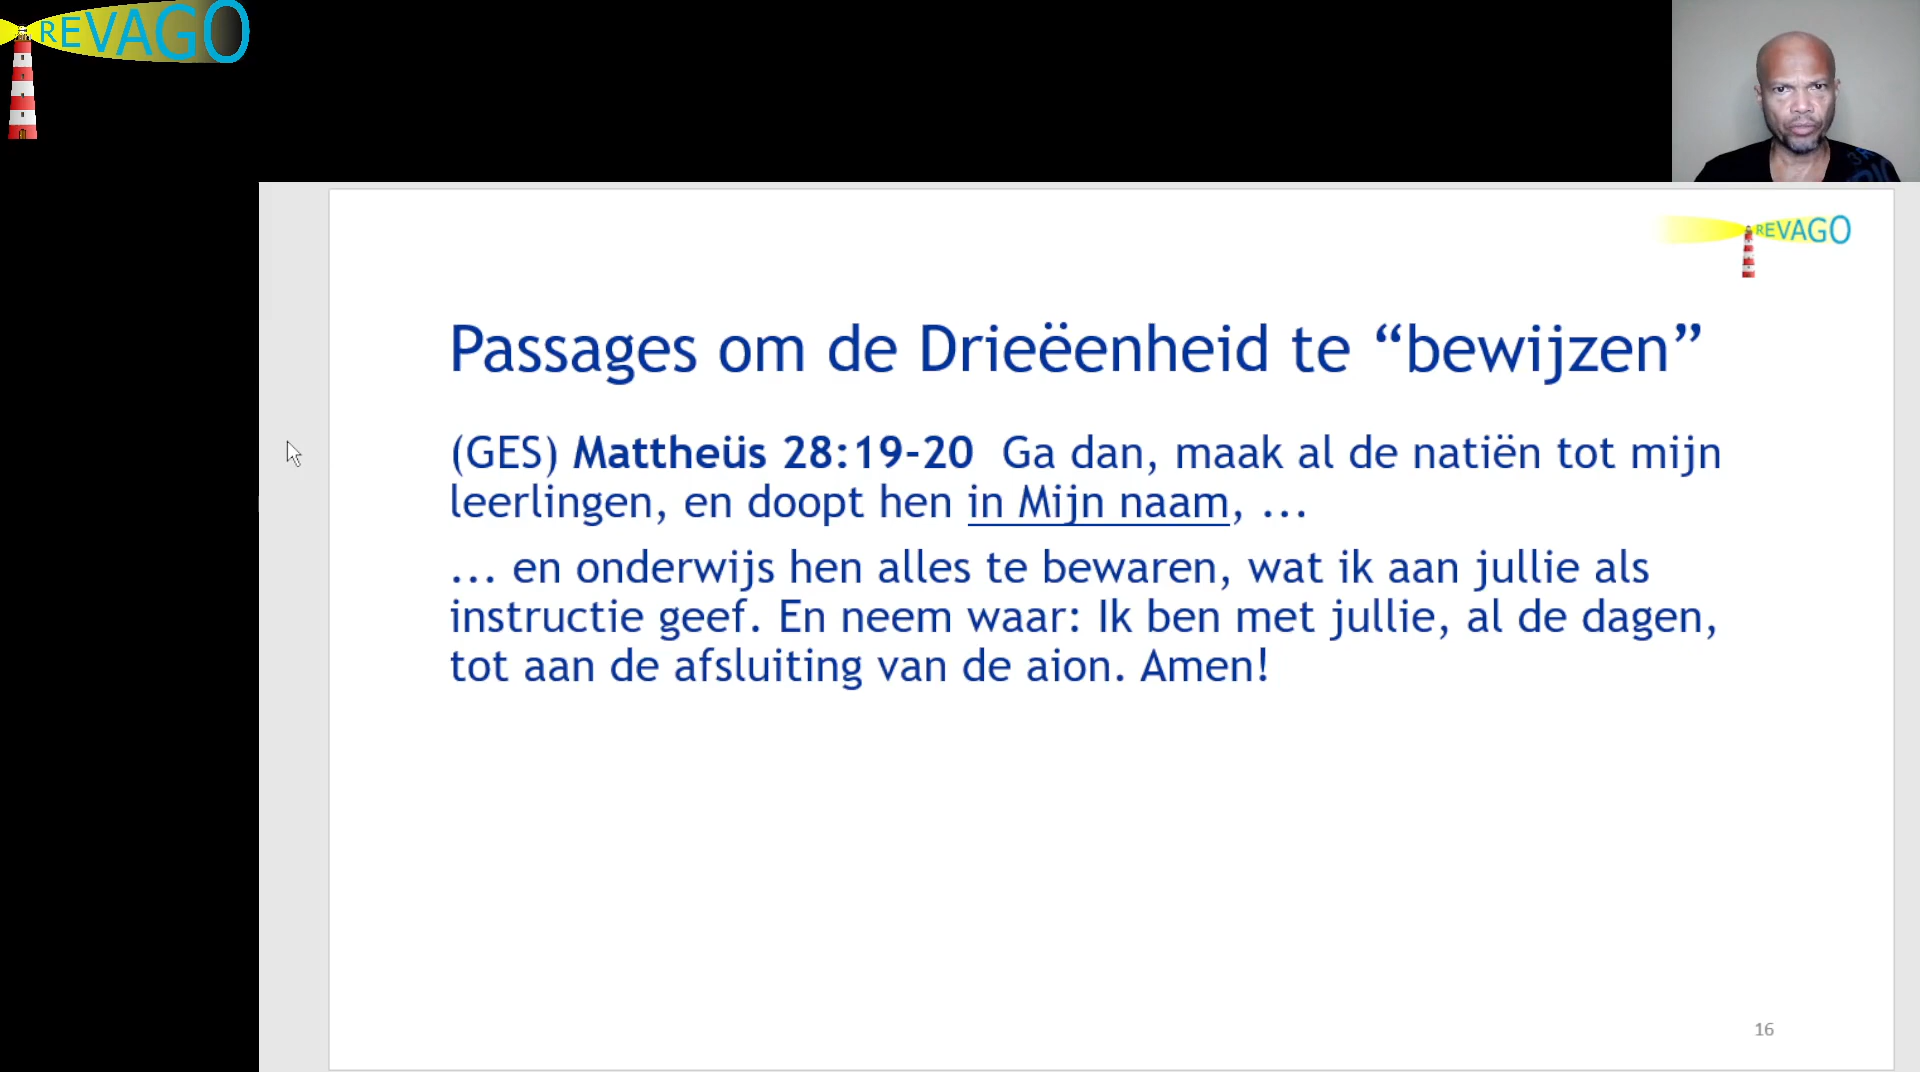 REVAGO
REVAGO
Passages om de Drieëenheid te “bewijzen”
(GES) Mattheüs 28:19-20 Ga dan, maak al de natiën tot mijn
leerlingen, en doopt hen in Mijn naam, ...
... en onderwijs hen alles te bewaren, wat ik aan jullie als
instructie geef. En neem waar: Ik ben met jullie, al de dagen,
tot aan de afsluiting van de aion. Amen!
16